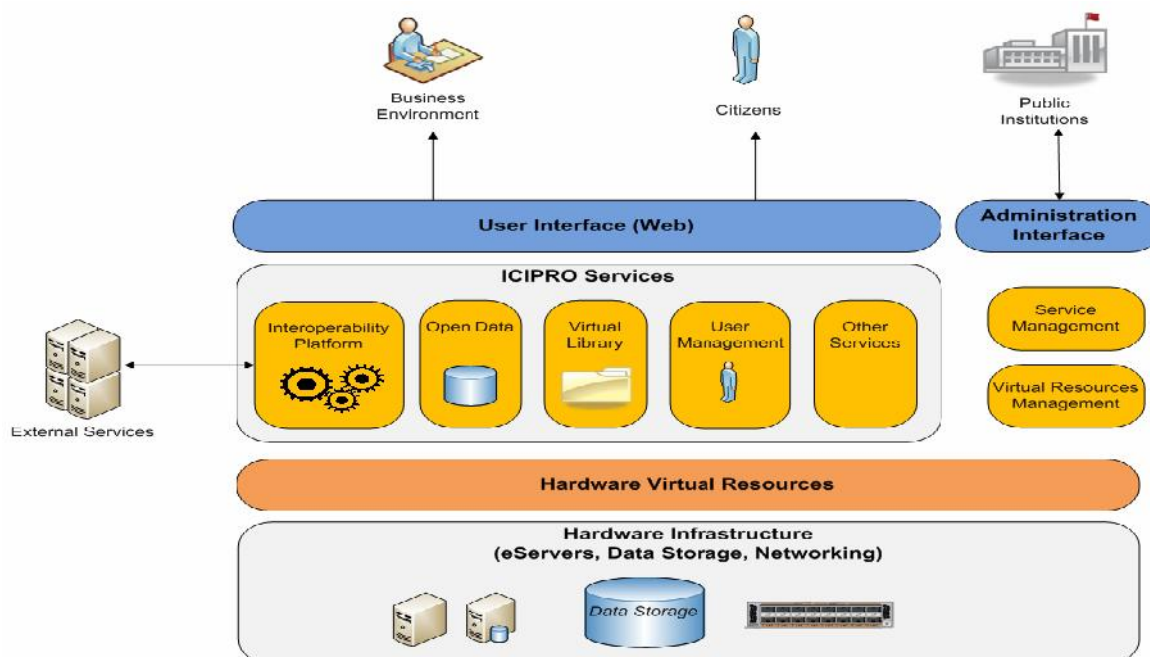 Business
Environment
Citizens
Public
Institutions
User Interface (Web)
Administration
Interface
ICIPRO Services
Interoperability
Platform
Open Data
Virtual
Library
User
Management
Other
Services
Service
Management
Virtual Resources
Management
External Services
Hardware Virtual Resources
Hardware Infrastructure
(eServers, Data Storage, Networking)
Data Storage